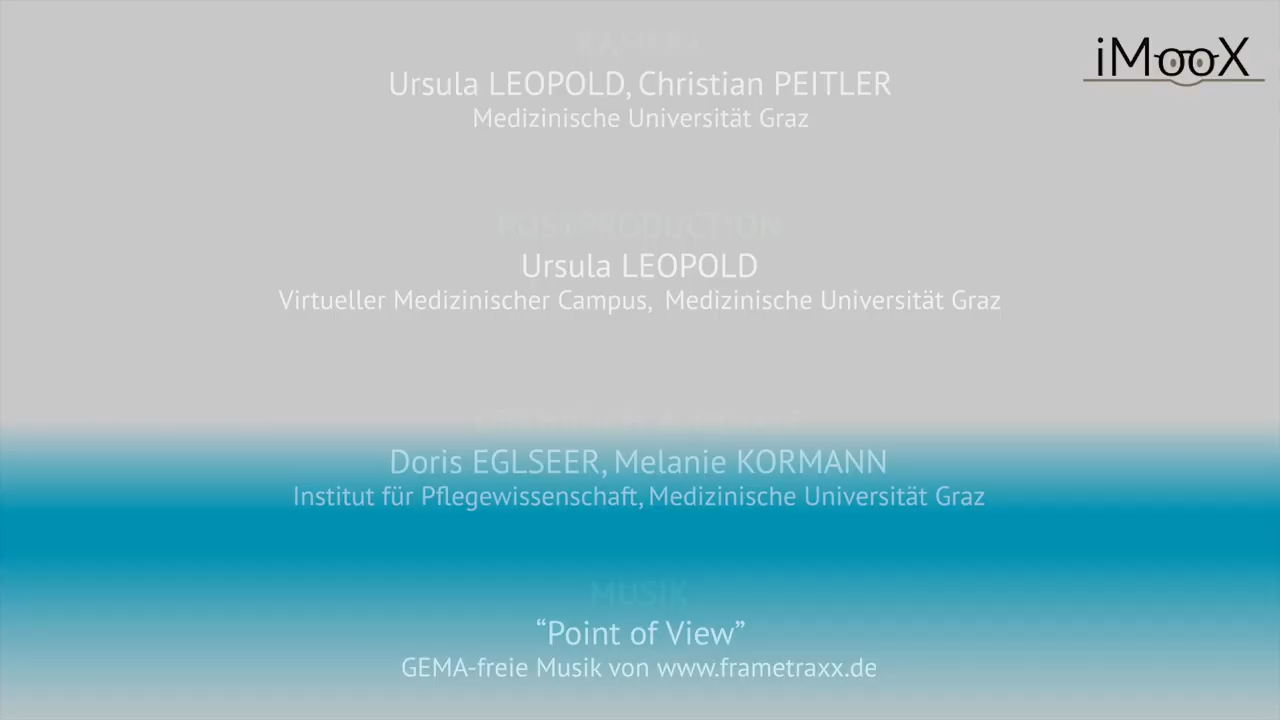 KAMERA
Ursula LEOPOLD, Christian PEITLER
Medizinische Universität Graz
iMooX
POSTPRODUCTION
Ursula LEOPOLD
Virtueller Medizinischer Campus, Medizinische Universität Graz
Doris EGLSEER, Melanie KORMANN
Institut für Pflegewissenschaft, Medizinische Universität Graz
MUSIK
“Point of View”
GEMA-freie Musik von www.frametraxx.de